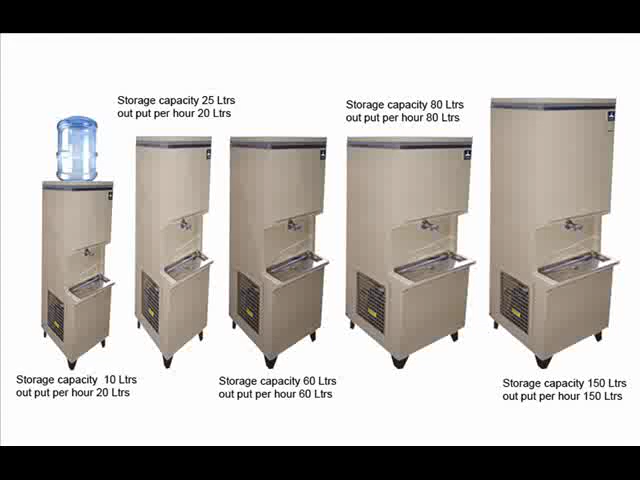 Storage capacity 25 Ltrs
out put per hour 20 Ltrs
Storage capacity 80 Ltrs
out put per hour 80 Ltrs
Storage capacity  10 Ltrs
out put per hour 20 Ltrs
Storage capacity 60 Ltrs
out put per hour 60 Ltrs
Storage capacity 150 Ltrs
out put per hour 150 Ltrs